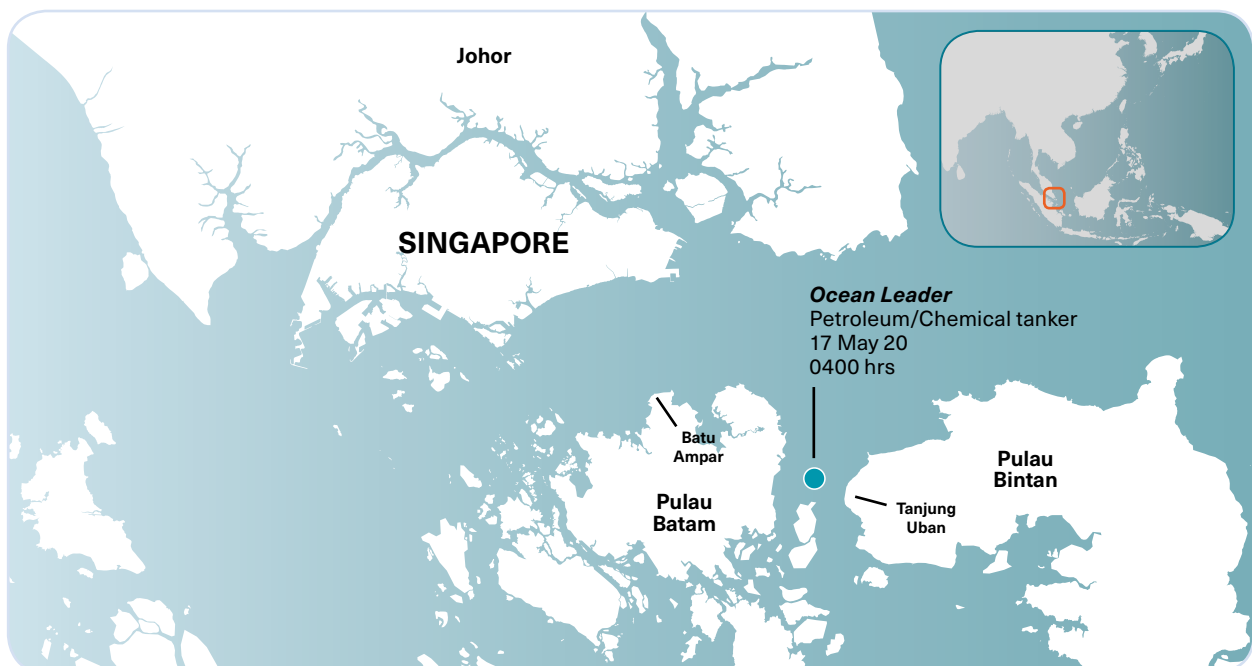 Johor
SINGAPORE
Ocean Leader
Petroleum/Chemical tanker
17 May 20
0400 hrs
Batu
Ampar
Pulau
Batam
Pulau
Bintan
Tanjung
Uban